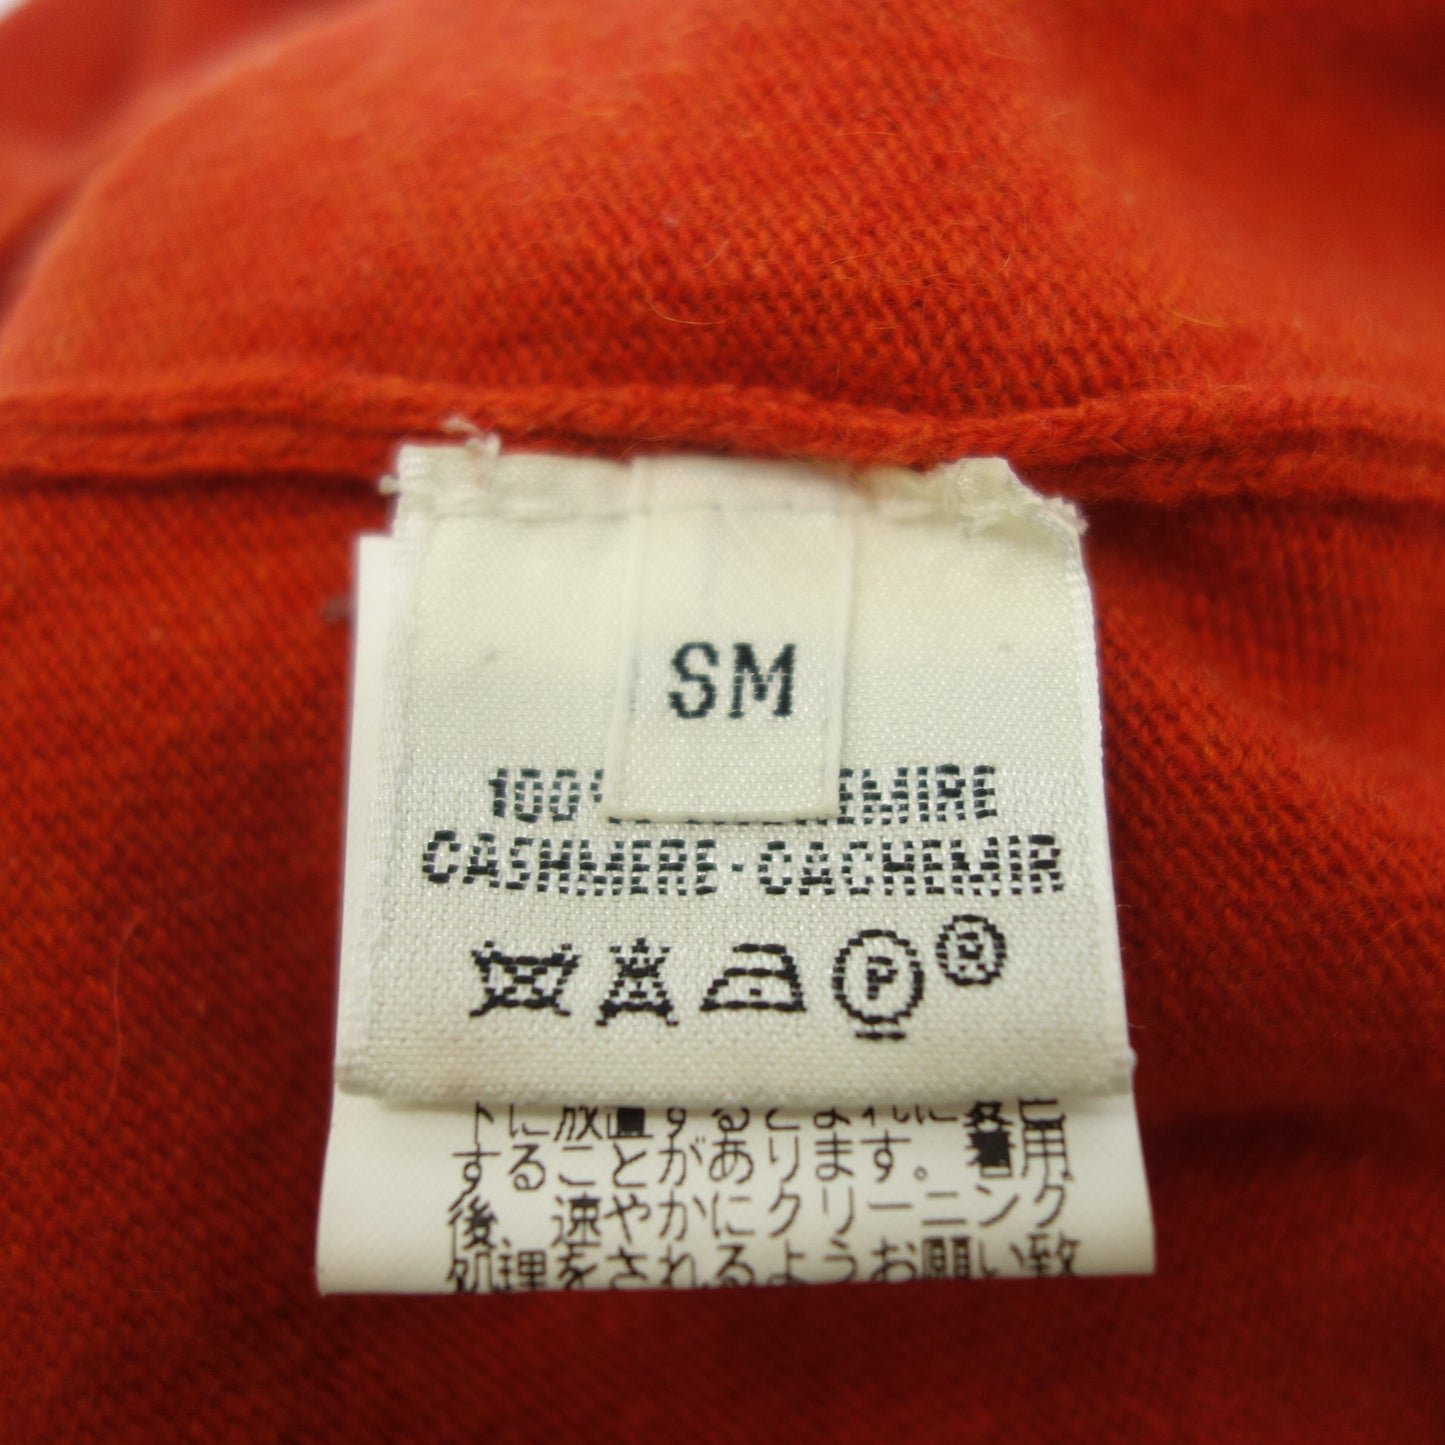 SM
100% CACHEMIRE
CASHMERE·CACHEMIR
P R
することがあります。着用
後、速やかにクリーニング
処理をされるようお願い致